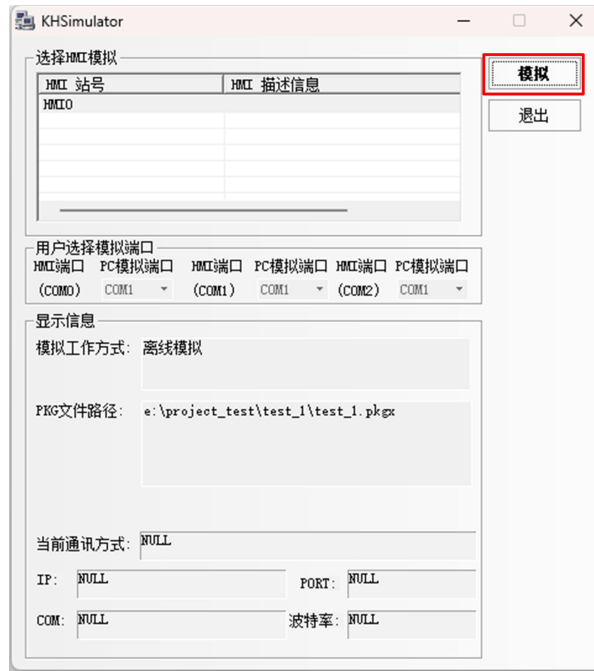 KHSimulator
选择HMI模拟
模拟
HMI 站号 HMI 描述信息
HMI0
退出
用户选择模拟端口
HMI端口 PC模拟端口 HMI端口 PC模拟端口 HMI端口 PC模拟端口
(COM0) COM1 (COM1) COM1 (COM2) COM1
显示信息
模拟工作方式: 离线模拟
PKG文件路径: e:\project_test\test_1\test_1.pkgx
当前通讯方式: NULL
IP: NULL PORT: NULL
COM: NULL 波特率: NULL